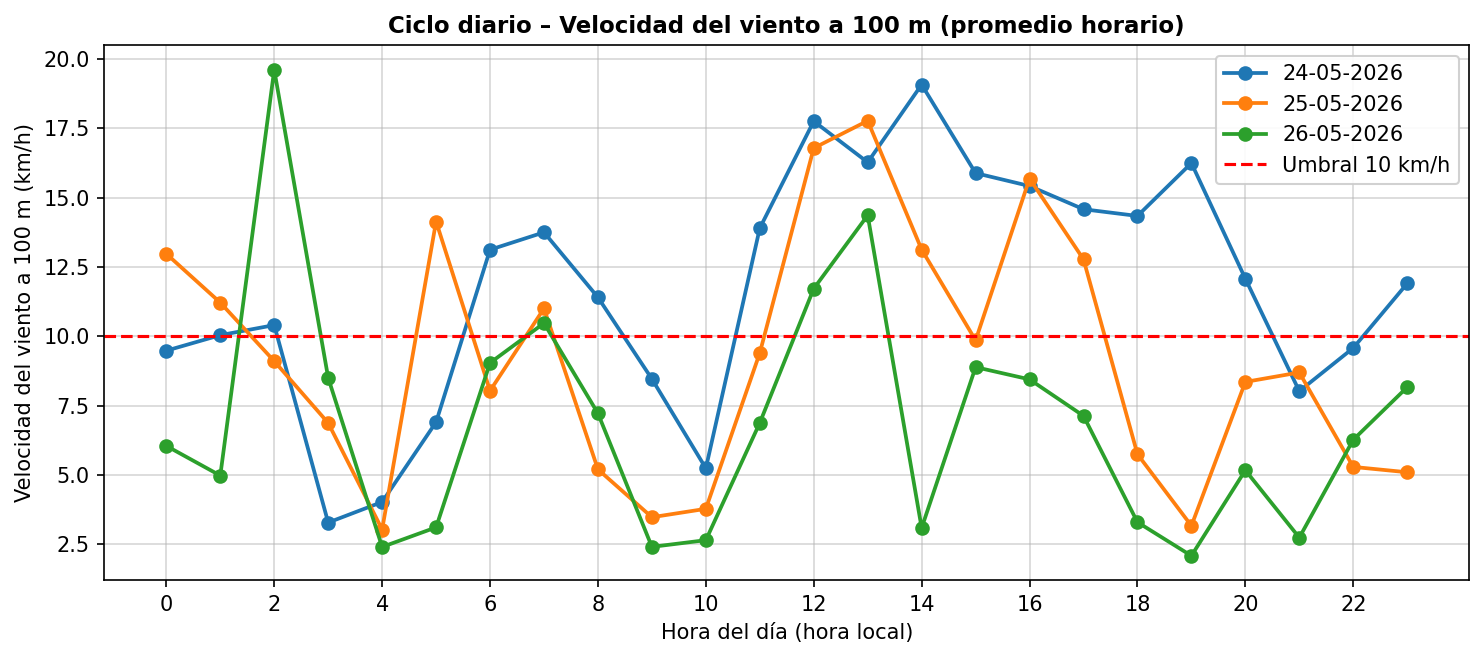 Ciclo diario – Velocidad del viento a 100 m (promedio horario)
Velocidad del viento a 100 m (km/h)
20.0
17.5
15.0
12.5
10.0
7.5
5.0
2.5
24-05-2026
25-05-2026
26-05-2026
Umbral 10 km/h
0 2 4 6 8 10 12 14 16 18 20 22
Hora del día (hora local)